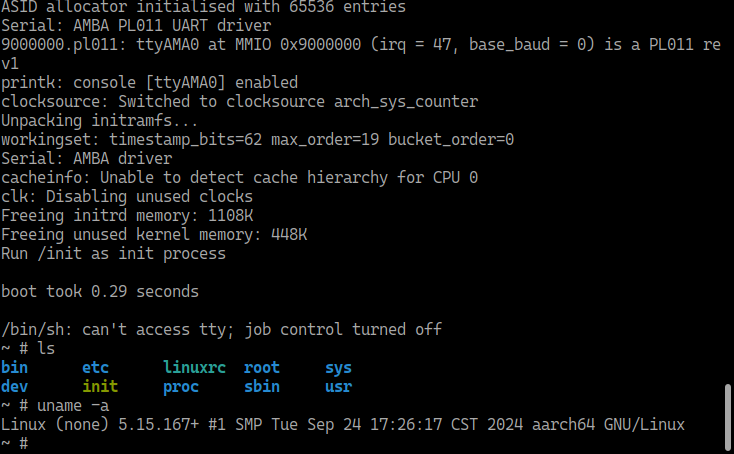 ASID allocator initialised with 65536 entries
Serial: AMBA PL011 UART driver
9000000.pl011: ttyAMA0 at MMIO 0x9000000 (irq = 47, base_baud = 0) is a PL011 re
v1
printk: console [ttyAMA0] enabled
clocksource: Switched to clocksource arch_sys_counter
Unpacking initramfs...
workingset: timestamp_bits=62 max_order=19 bucket_order=0
Serial: AMBA driver
cacheinfo: Unable to detect cache hierarchy for CPU 0
clk: Disabling unused clocks
Freeing initrd memory: 1108K
Freeing unused kernel memory: 448K
Run /init as init process
boot took 0.29 seconds
/bin/sh: can't access tty; job control turned off
~ # ls
bin      etc      linuxrc  root     sys
dev      init     proc     sbin     usr
~ # uname -a
Linux (none) 5.15.167+ #1 SMP Tue Sep 24 17:26:17 CST 2024 aarch64 GNU/Linux
~ #